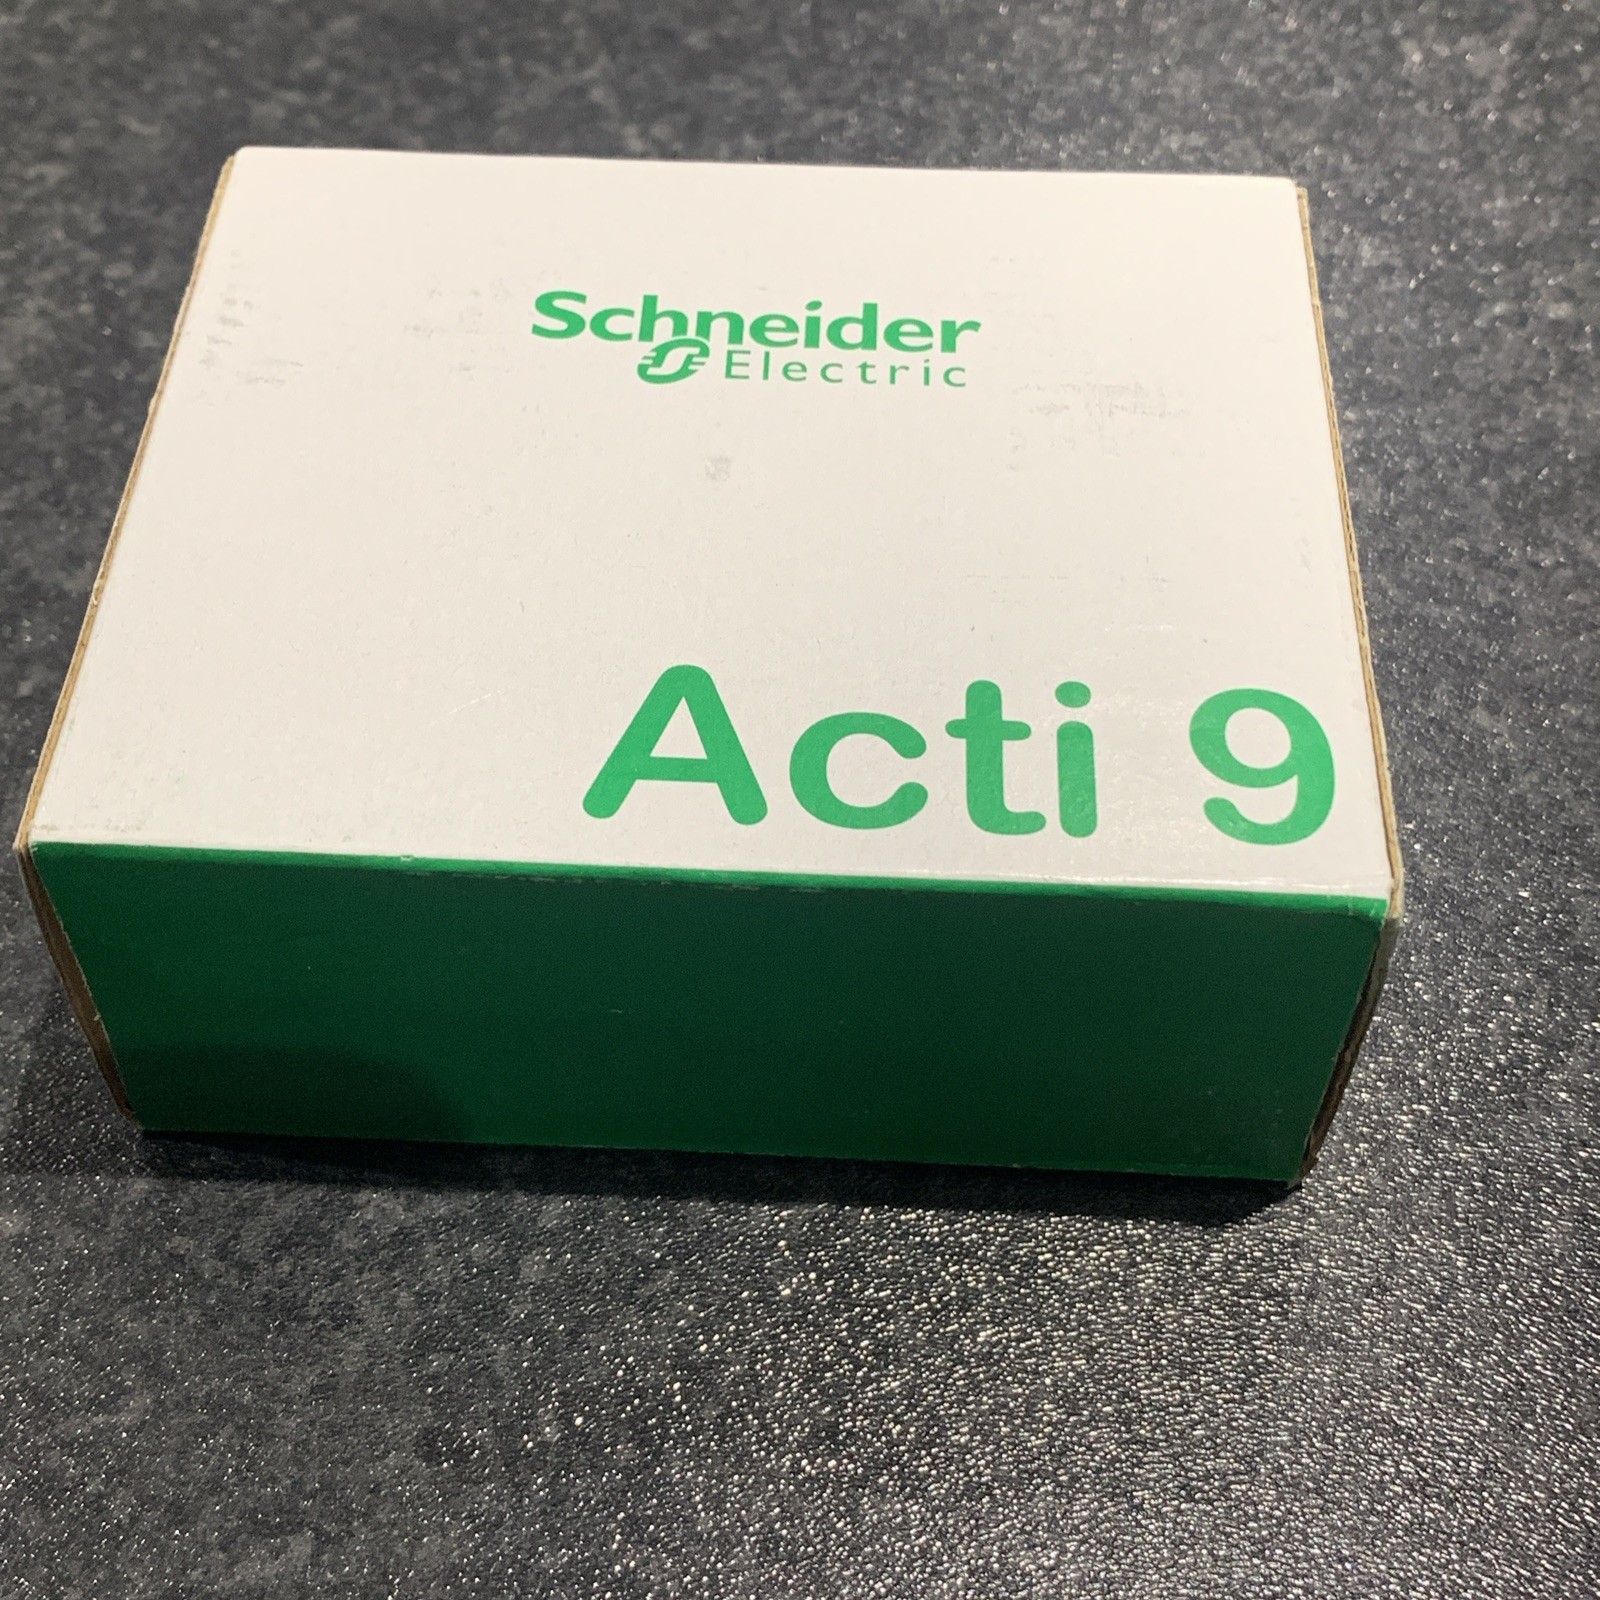 Schneider
Electric
Acti 9